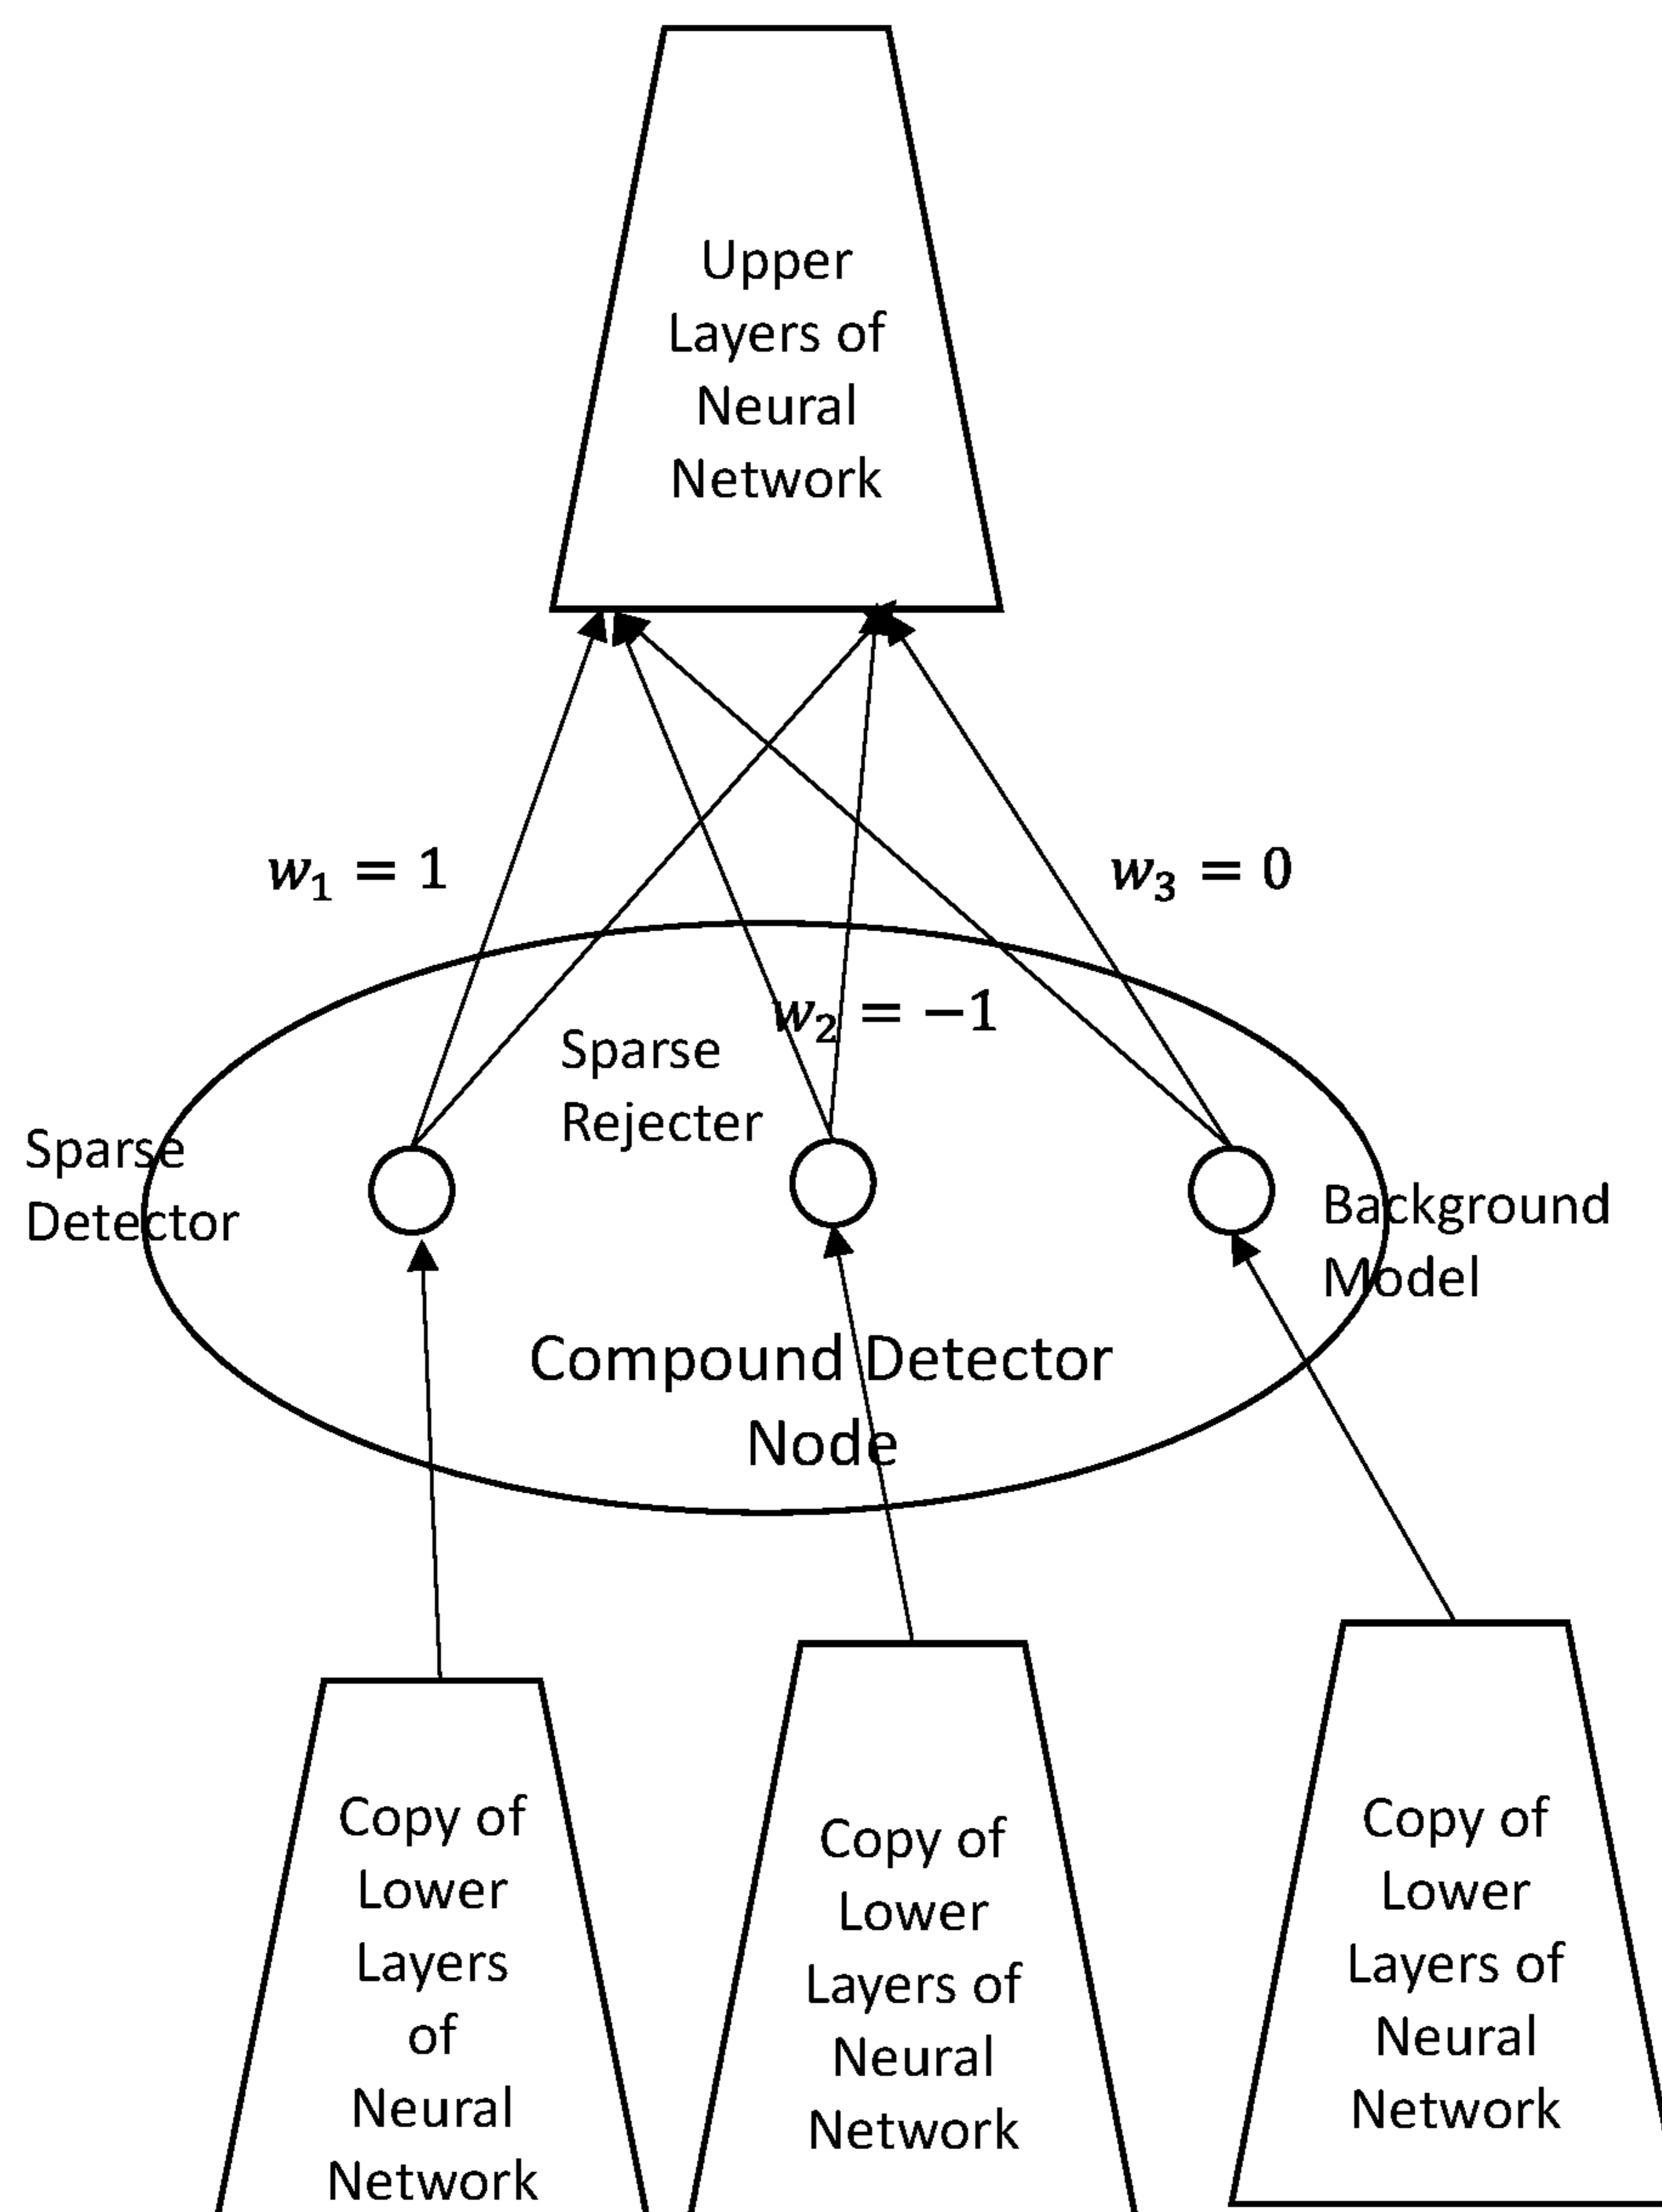 Upper
Layers of
Neural
Network
w₁ = 1
w₃ = 0
w₂ = −1
Sparse
Rejecter
Sparse
Detector
Background
Model
Compound Detector
Node
Copy of
Lower
Layers
of
Neural
Network
Copy of
Lower
Layers of
Neural
Network
Copy of
Lower
Layers of
Neural
Network